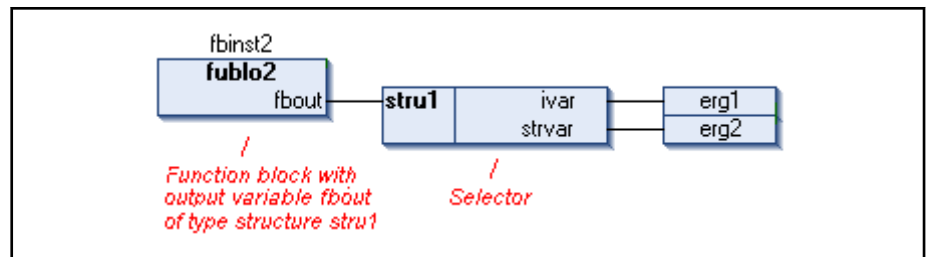 fbinst2
fublo2
fbout
stru1 ivar erg1
strvar erg2
Function block with
output variable fbout
of type structure stru1
Selector